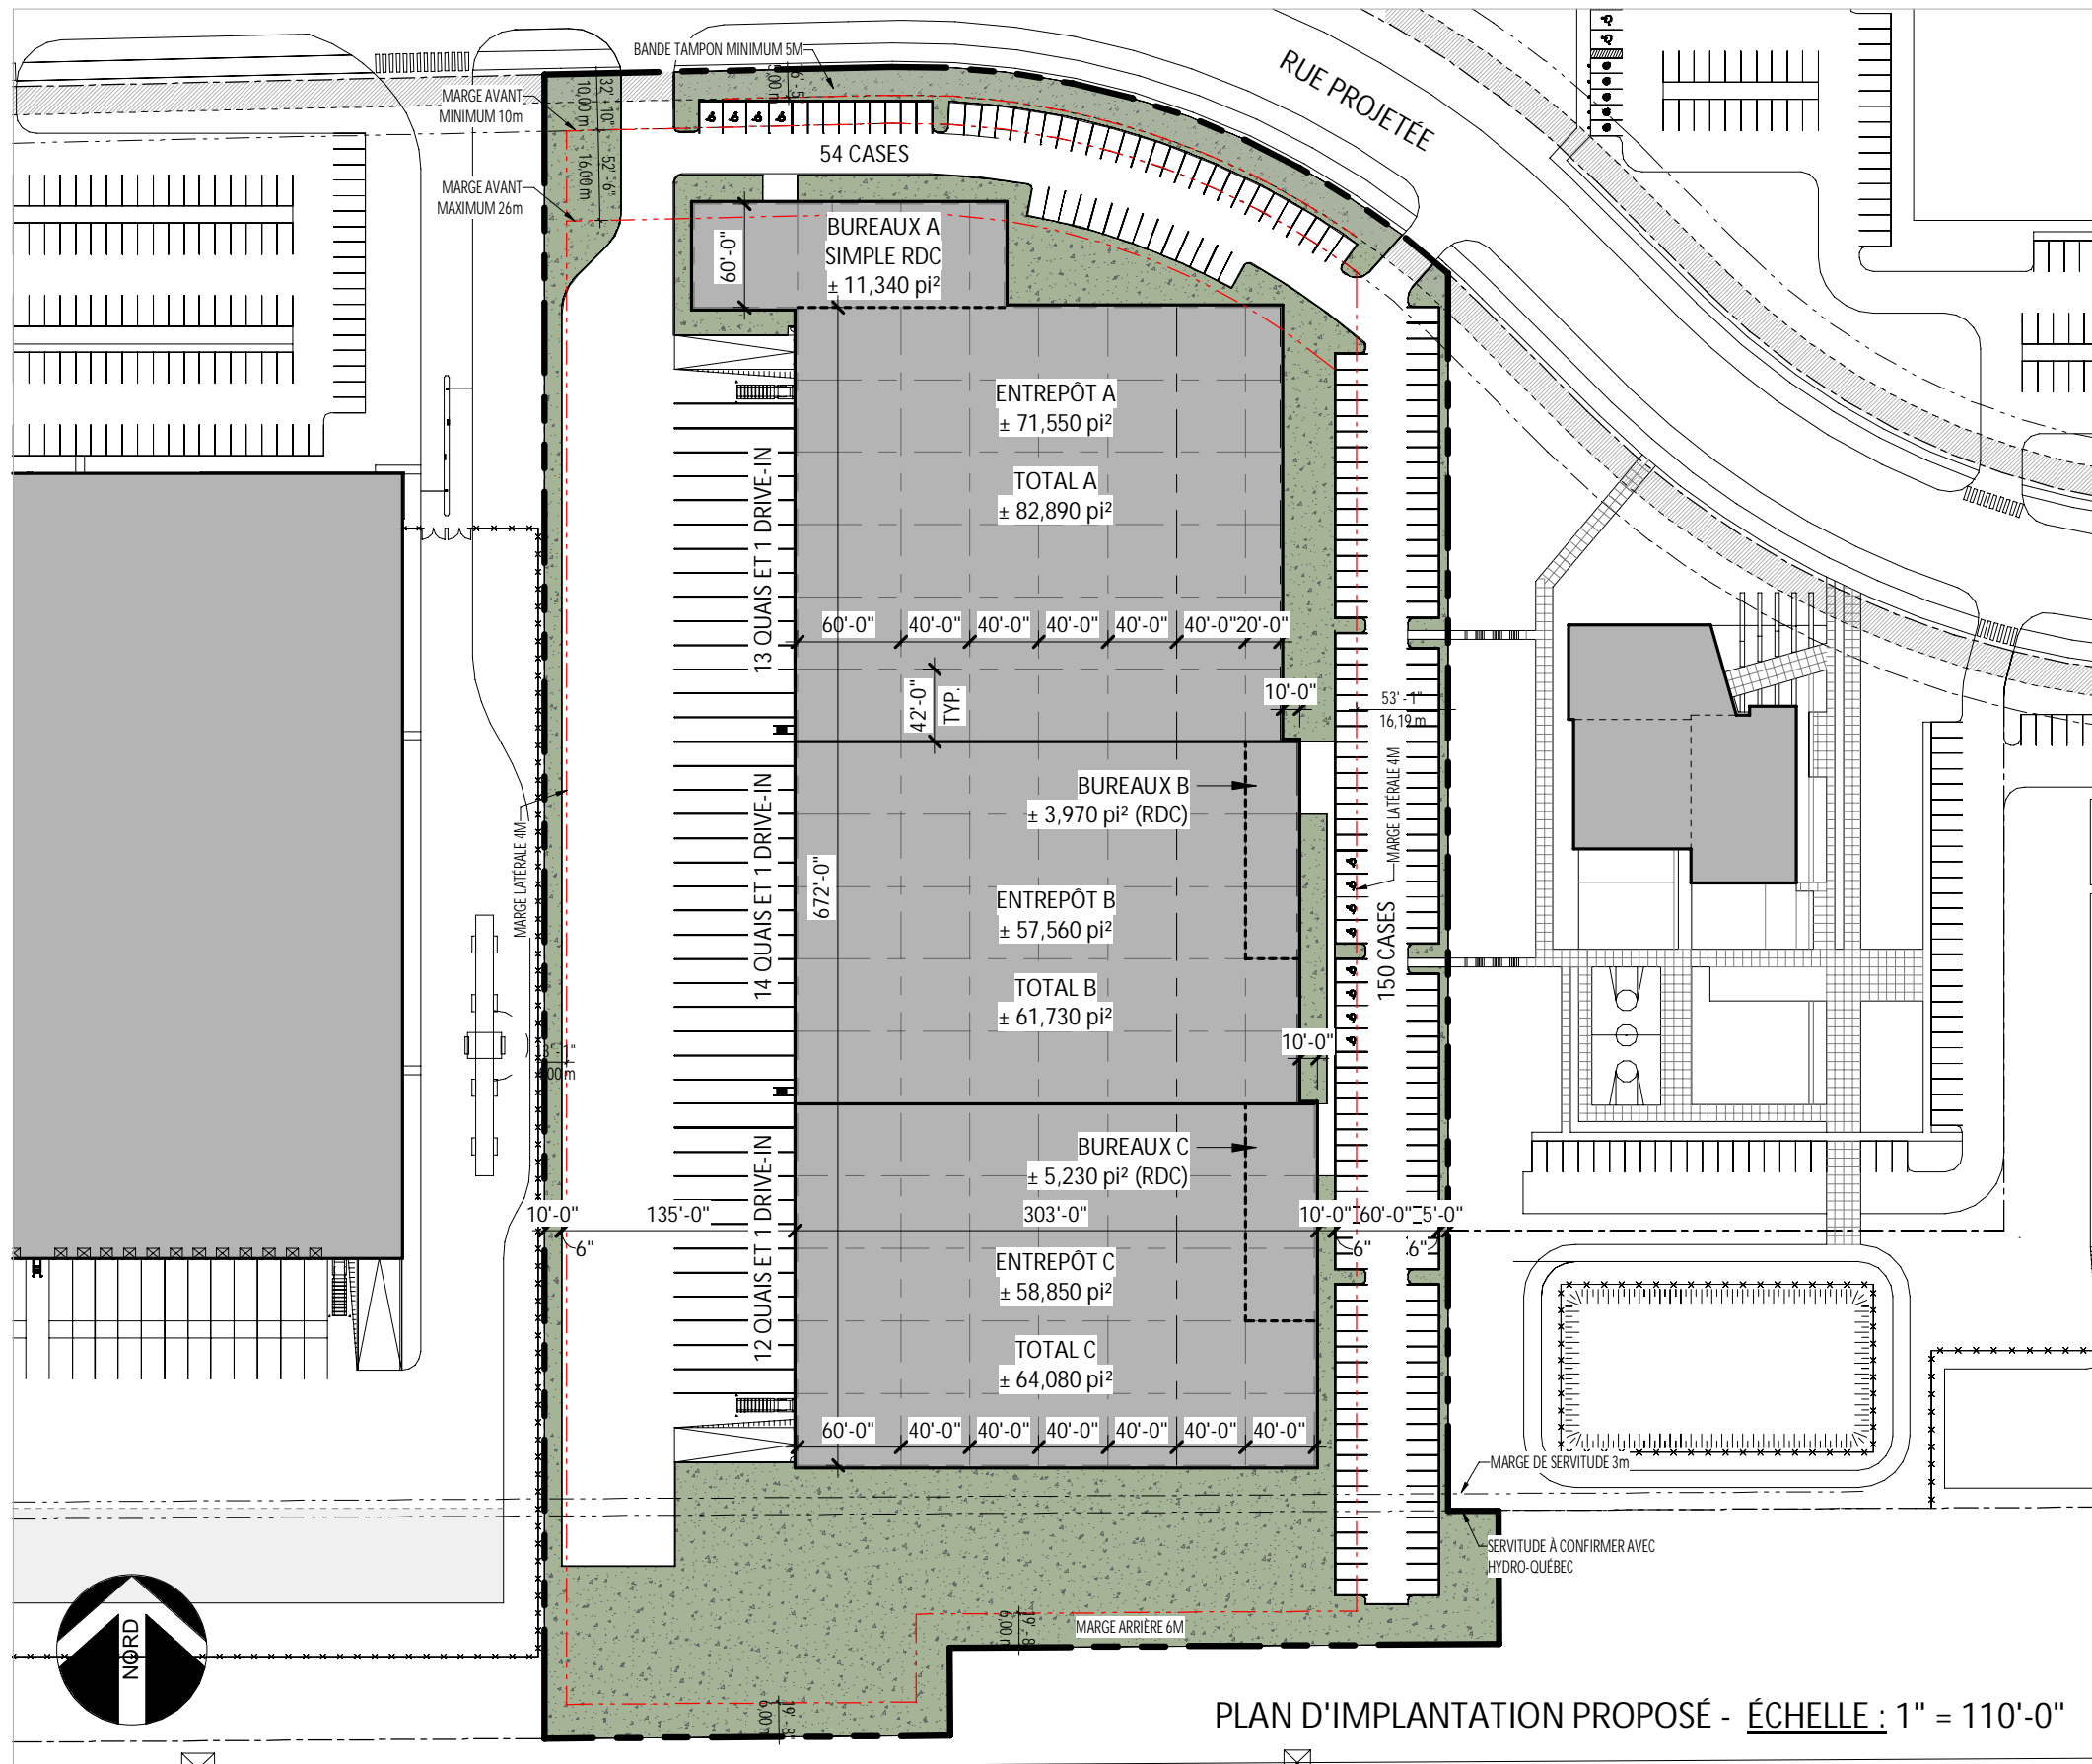 BANDE TAMPON MINIMUM 5M
RUE PROJETÉE
MARGE AVANT
MINIMUM 10m
32' - 10"
10,00 m
54 CASES
52' - 6"
16,00 m
MARGE AVANT
MAXIMUM 26m
60'-0"
BUREAUX A
SIMPLE RDC
± 11,340 pi²
ENTREPÔT A
± 71,550 pi²
TOTAL A
± 82,890 pi²
13 QUAIS ET 1 DRIVE-IN
60'-0"
40'-0"
40'-0"
40'-0"
40'-0"
40'-0"
20'-0"
42'-0"
TYP.
10'-0"
53' -1"
16,19 m
MARGE LATÉRALE 4M
BUREAUX B
± 3,970 pi² (RDC)
14 QUAIS ET 1 DRIVE-IN
672'-0"
MARGE LATÉRALE 4M
ENTREPÔT B
± 57,560 pi²
150 CASES
TOTAL B
± 61,730 pi²
10'-0"
BUREAUX C
± 5,230 pi² (RDC)
12 QUAIS ET 1 DRIVE-IN
10'-0"
135'-0"
303'-0"
10'-0"
60'-0"
5'-0"
6"
6"
6"
ENTREPÔT C
± 58,850 pi²
TOTAL C
± 64,080 pi²
60'-0"
40'-0"
40'-0"
40'-0"
40'-0"
40'-0"
40'-0"
MARGE DE SERVITUDE 3m
SERVITUDE À CONFIRMER AVEC
HYDRO-QUÉBEC
MARGE ARRIÈRE 6M
19' - 8"
6,00 m
19' - 8"
6,00 m
NORD
PLAN D'IMPLANTATION PROPOSÉ - ÉCHELLE : 1" = 110'-0"